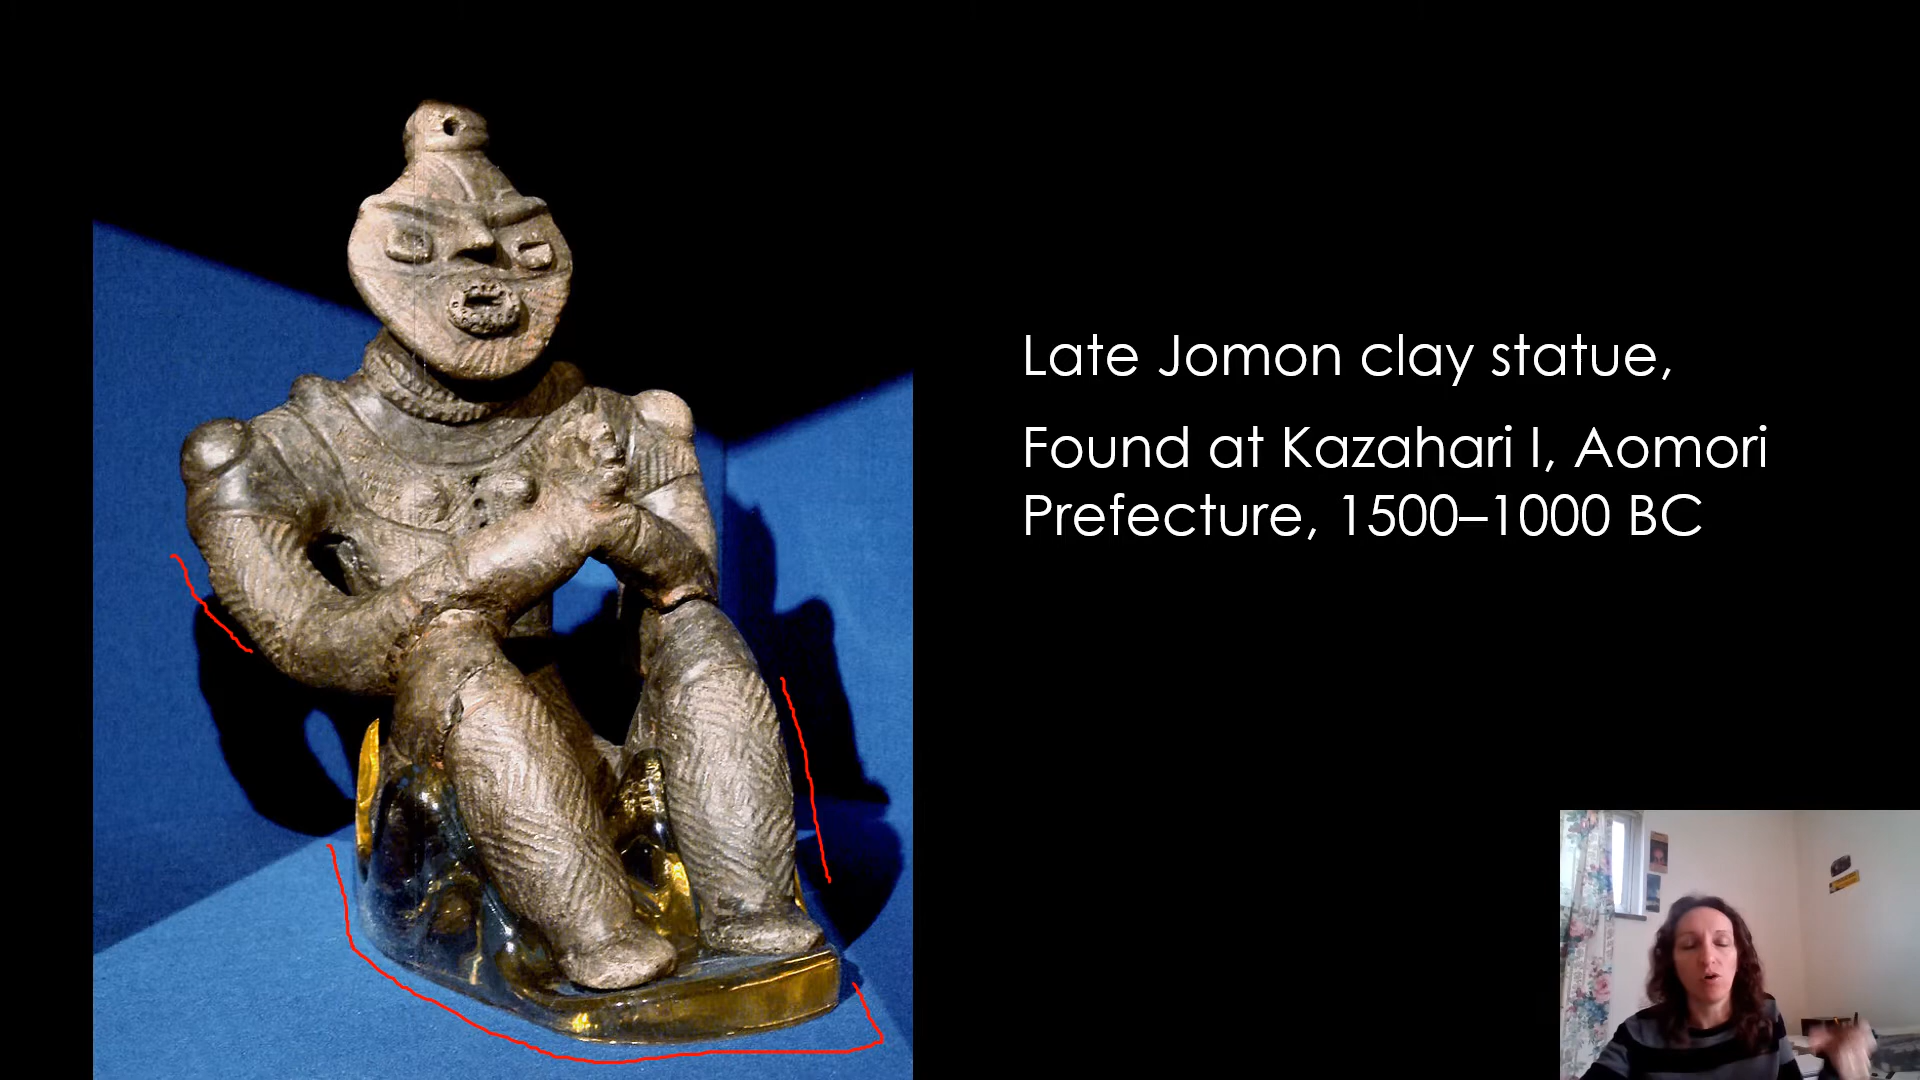 Late Jomon clay statue,
Found at Kazahari I, Aomori
Prefecture, 1500–1000 BC